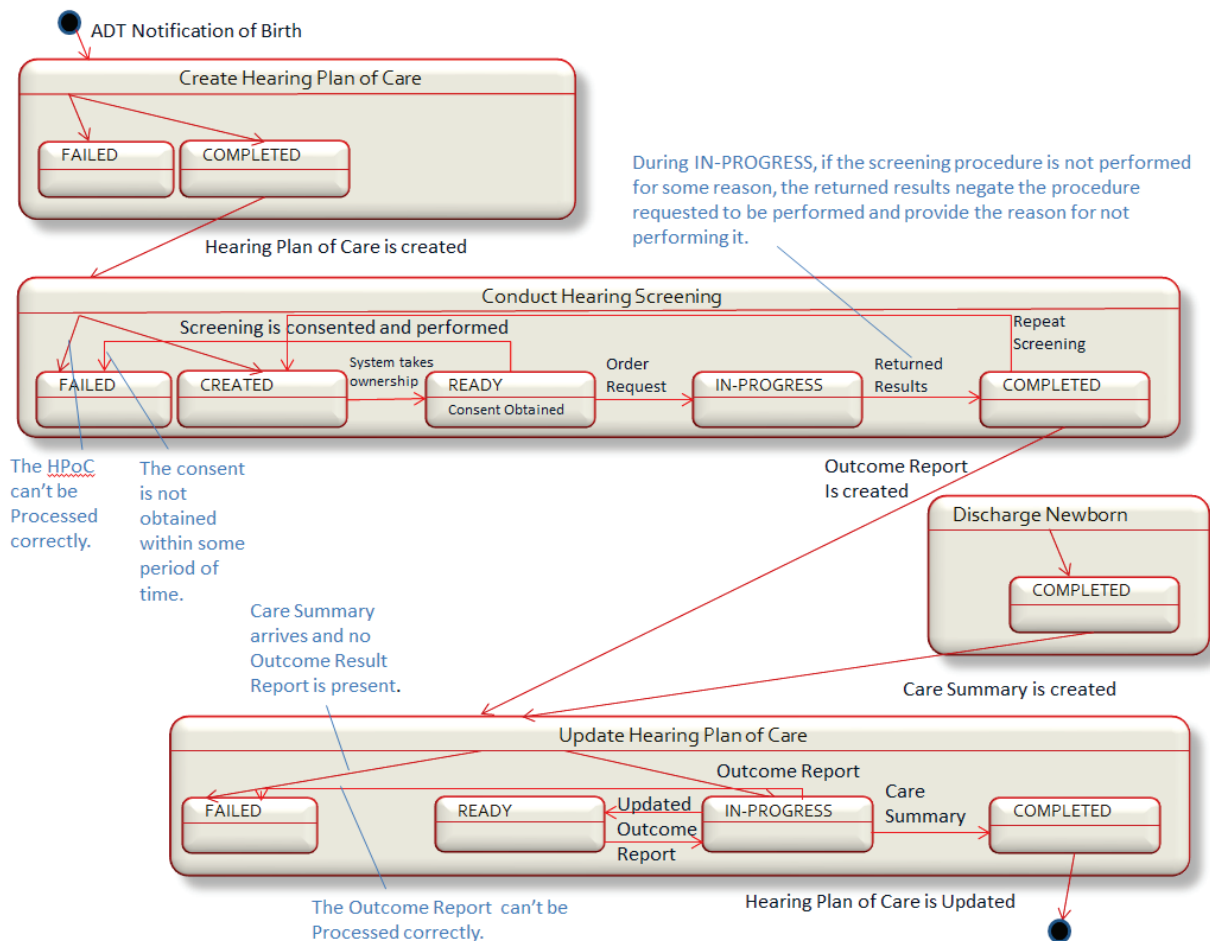 ADT Notification of Birth
Create Hearing Plan of Care
FAILED
COMPLETED
Hearing Plan of Care is created
During IN-PROGRESS, if the screening procedure is not performed
for some reason, the returned results negate the procedure
requested to be performed and provide the reason for not
performing it.
Conduct Hearing Screening
Screening is consented and performed
Repeat
Screening
System takes
ownership
Order
Request
Returned
Results
FAILED
CREATED
READY
Consent Obtained
IN-PROGRESS
COMPLETED
The HPoC
can't be
Processed
correctly.
The consent
is not
obtained
within some
period of
time.
Outcome Report
Is created
Discharge Newborn
COMPLETED
Care Summary is created
Care Summary
arrives and no
Outcome Result
Report is present.
Update Hearing Plan of Care
Outcome Report
FAILED
READY
Updated
Outcome
Report
IN-PROGRESS
Care
Summary
COMPLETED
The Outcome Report can't be
Processed correctly.
Hearing Plan of Care is Updated